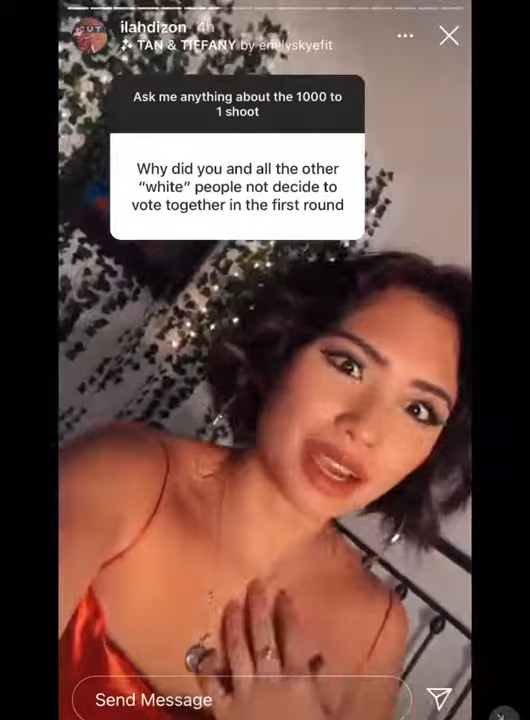 ilahdizon 4h
TAN & TIFFANY by emilyskyefit
Ask me anything about the 1000 to
1 shoot
Why did you and all the other
“white” people not decide to
vote together in the first round
Send Message